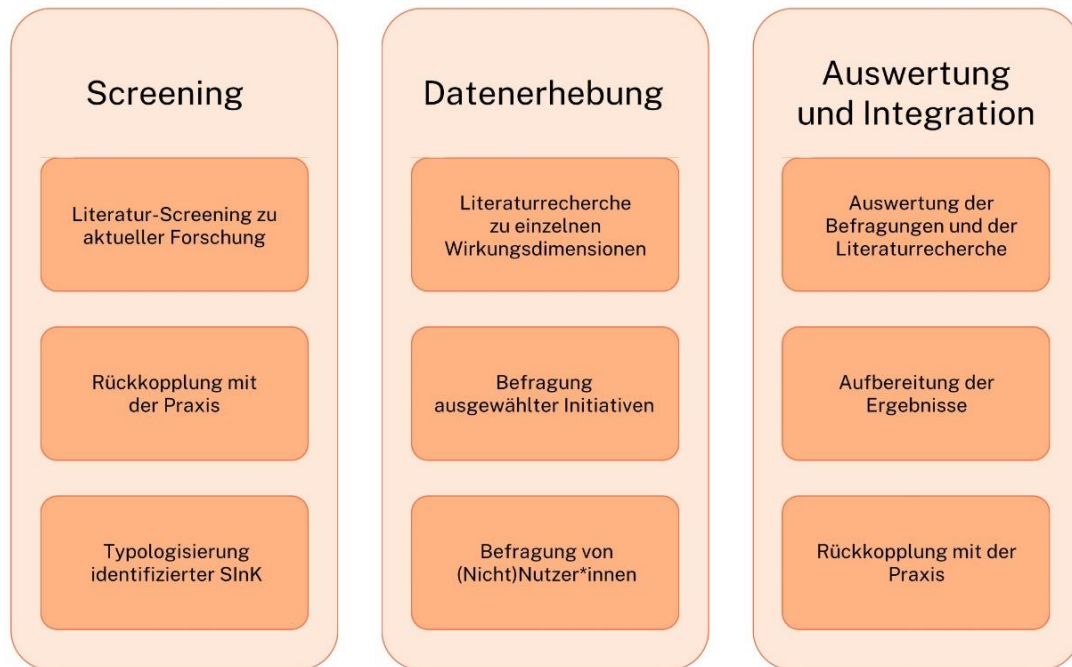 Screening
Literatur-Screening zu
aktueller Forschung
Rückkopplung mit
der Praxis
Typologisierung
identifizierter SInK
Datenerhebung
Literaturrecherche
zu einzelnen
Wirkungsdimensionen
Befragung
ausgewählter Initiativen
Befragung von
(Nicht)Nutzer*innen
Auswertung
und Integration
Auswertung der
Befragungen und der
Literaturrecherche
Aufbereitung der
Ergebnisse
Rückkopplung mit der
Praxis